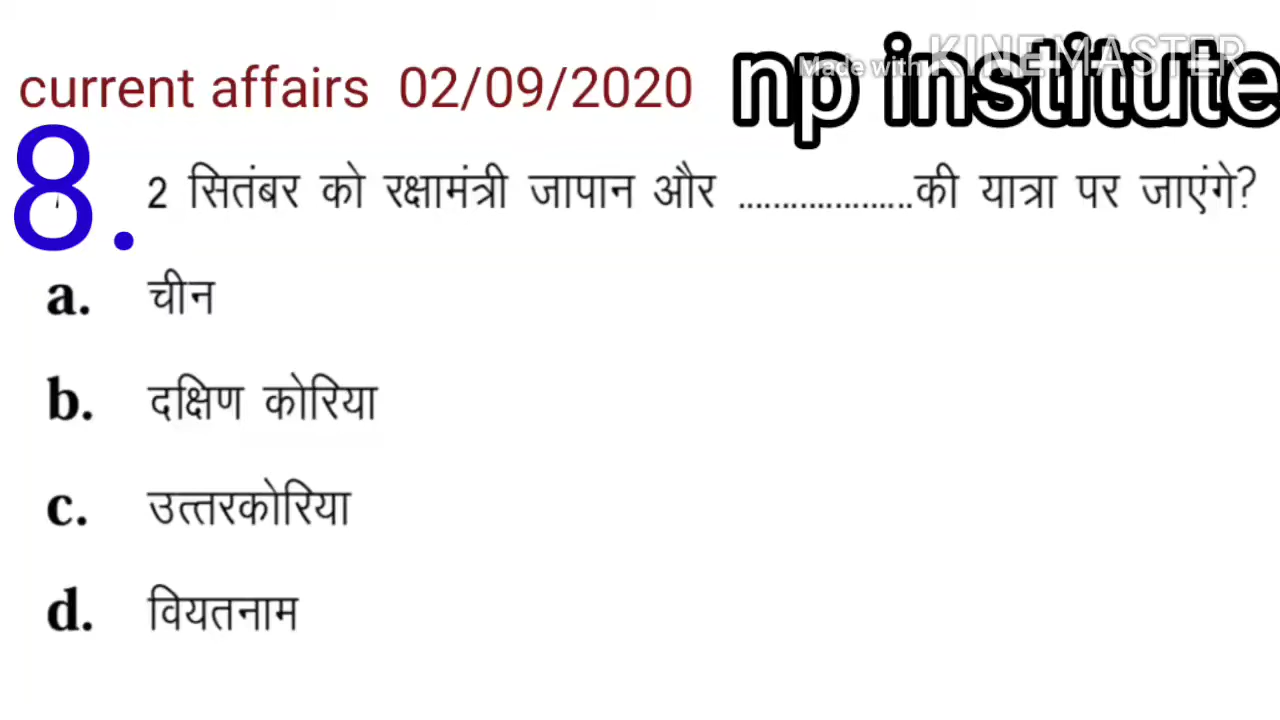 current affairs 02/09/2020 np institute
Made with KINEMASTER
8. 2 सितंबर को रक्षामंत्री जापान और ...................की यात्रा पर जाएंगे?
a. चीन
b. दक्षिण कोरिया
c. उत्तरकोरिया
d. वियतनाम